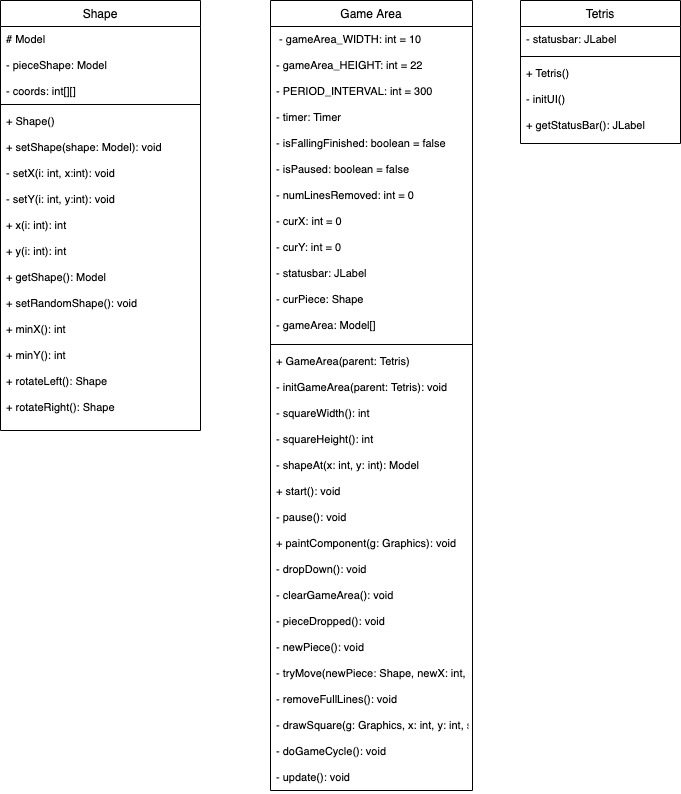 Shape
# Model
- pieceShape: Model
- coords: int[][]
+ Shape()
+ setShape(shape: Model): void
- setX(i: int, x:int): void
- setY(i: int, y:int): void
+ x(i: int): int
+ y(i: int): int
+ getShape(): Model
+ setRandomShape(): void
+ minX(): int
+ minY(): int
+ rotateLeft(): Shape
+ rotateRight(): Shape
Game Area
- gameArea_WIDTH: int = 10
- gameArea_HEIGHT: int = 22
- PERIOD_INTERVAL: int = 300
- timer: Timer
- isFallingFinished: boolean = false
- isPaused: boolean = false
- numLinesRemoved: int = 0
- curX: int = 0
- curY: int = 0
- statusbar: JLabel
- curPiece: Shape
- gameArea: Model[]
+ GameArea(parent: Tetris)
- initGameArea(parent: Tetris): void
- squareWidth(): int
- squareHeight(): int
- shapeAt(x: int, y: int): Model
+ start(): void
- pause(): void
+ paintComponent(g: Graphics): void
- dropDown(): void
- clearGameArea(): void
- pieceDropped(): void
- newPiece(): void
- tryMove(newPiece: Shape, newX: int,
- removeFullLines(): void
- drawSquare(g: Graphics, x: int, y: int,
- doGameCycle(): void
- update(): void
Tetris
- statusbar: JLabel
+ Tetris()
- initUI()
+ getStatusBar(): JLabel